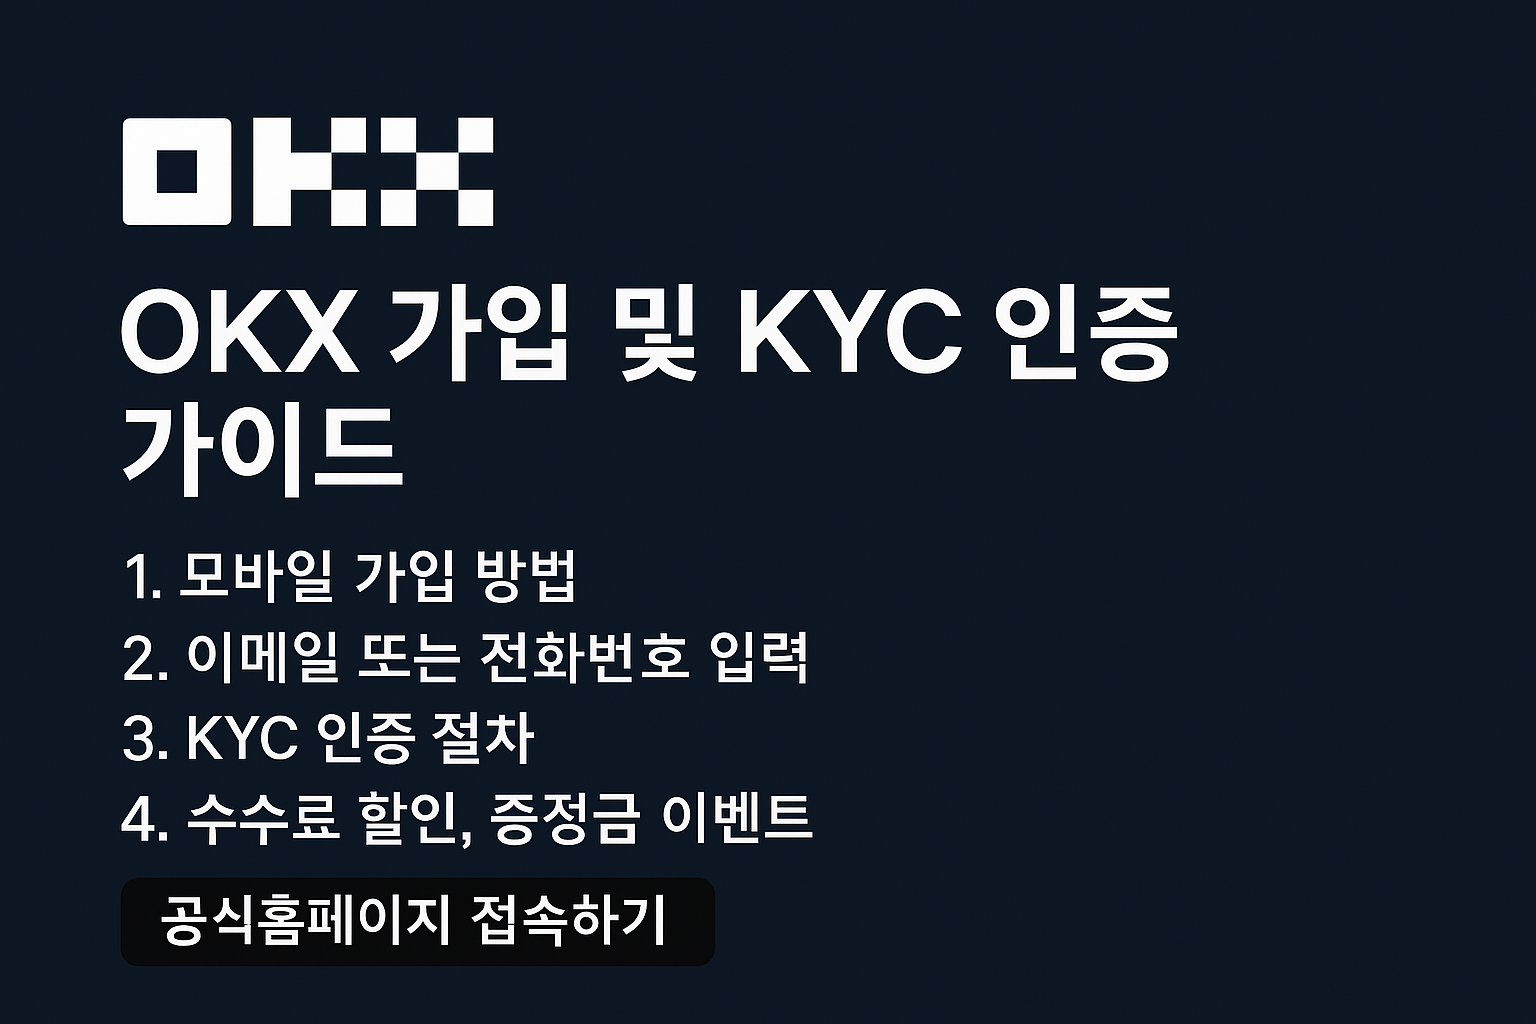 OKX
OKX 가입 및 KYC 인증
가이드
1. 모바일 가입 방법
2. 이메일 또는 전화번호 입력
3. KYC 인증 절차
4. 수수료 할인, 증정금 이벤트
공식홈페이지 접속하기